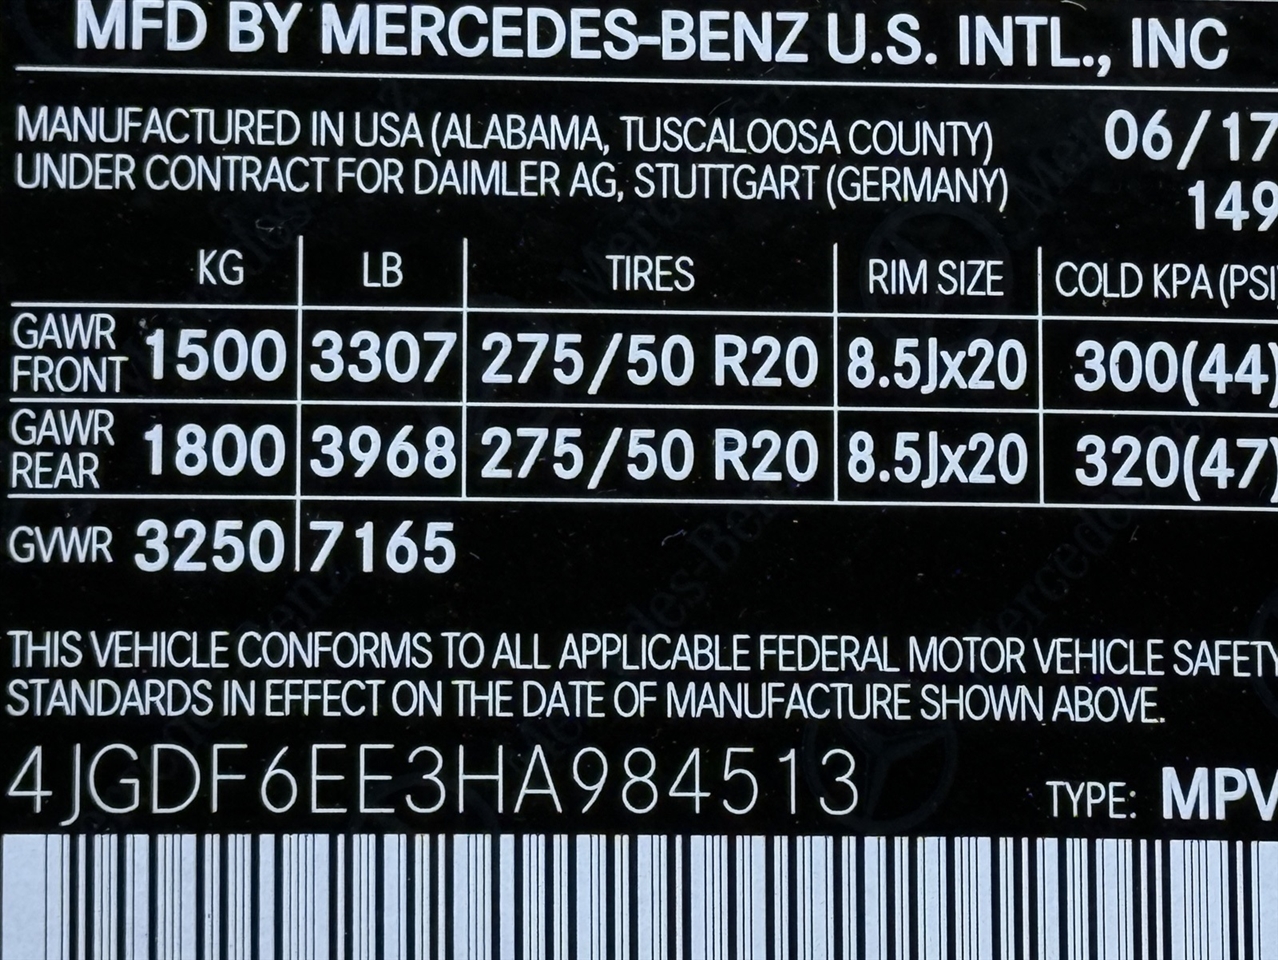 MFD BY MERCEDES-BENZ U.S. INTL., INC
MANUFACTURED IN USA (ALABAMA, TUSCALOOSA COUNTY) 06/17
UNDER CONTRACT FOR DAIMLER AG, STUTTGART (GERMANY) 149
KG LB TIRES RIM SIZE COLD KPA (PSI
GAWR FRONT 1500 3307 275/50 R20 8.5Jx20 300(44)
GAWR REAR 1800 3968 275/50 R20 8.5Jx20 320(47)
GVWR 3250 7165
THIS VEHICLE CONFORMS TO ALL APPLICABLE FEDERAL MOTOR VEHICLE SAFETY
STANDARDS IN EFFECT ON THE DATE OF MANUFACTURE SHOWN ABOVE.
4JGDF6EE3HA984513 TYPE: MPV